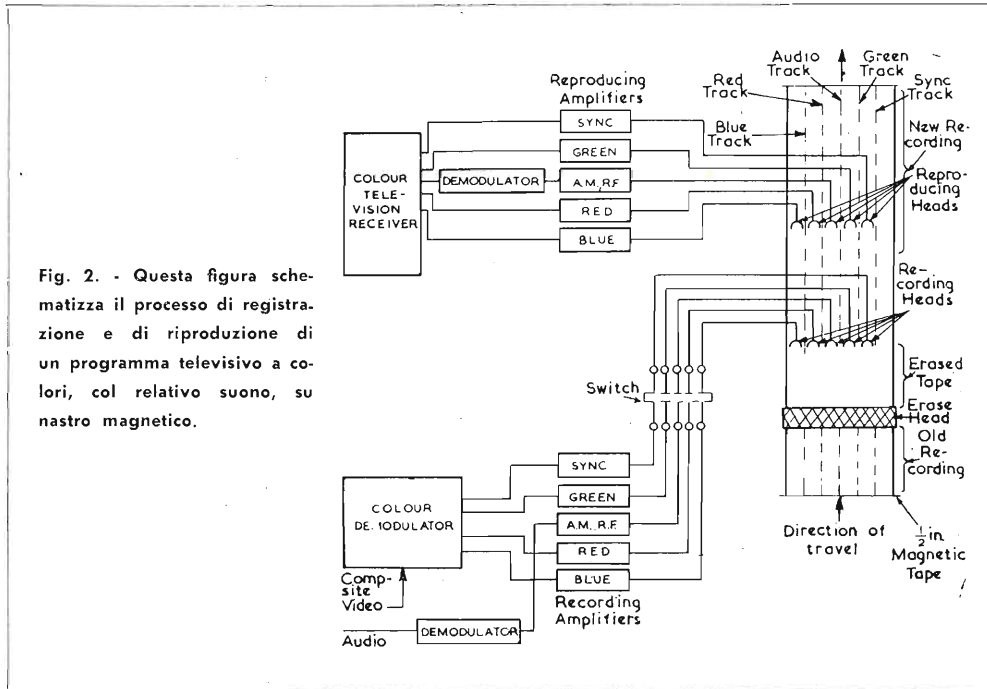 Fig. 2. - Questa figura sche-
matizza il processo di registra-
zione e di riproduzione di
un programma televisivo a co-
lori, col relativo suono, su
nastro magnetico.
Reproducing
Amplifiers
SYNC
GREEN
DEMODULATOR
A.M. R.F.
RED
BLUE
COLOUR
TELE-
VISION
RECEIVER
Audio
Track
Green
Track
Red
Track
Sync
Track
Blue
Track
New Re-
cording
Repro-
ducing
Heads
Re-
cording
Heads
Erased
Tape
Erase
Head
Old
Re-
cording
Switch
SYNC
GREEN
A.M. R.F.
RED
BLUE
Recording
Amplifiers
COLOUR
DE.10DULATOR
Comp-
site
Video
Audio
DEMODULATOR
Direction of
travel
1/2 in
Magnetic
Tape